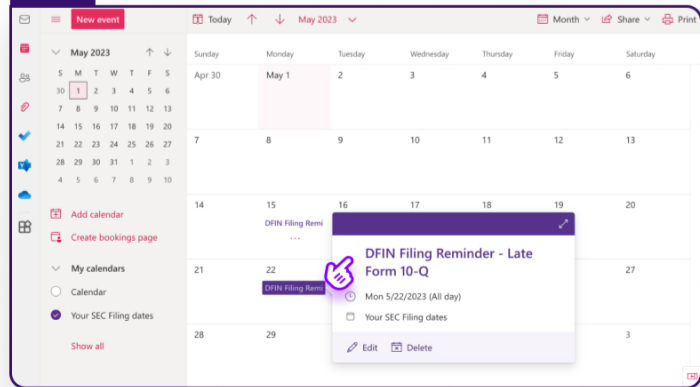 New event
Today
May 2023
Month
Share
Print
May 2023
S M T W T F S
30 1 2 3 4 5 6
7 8 9 10 11 12 13
14 15 16 17 18 19 20
21 22 23 24 25 26 27
28 29 30 31 1 2 3
4 5 6 7 8 9 10
Add calendar
Create bookings page
My calendars
Calendar
Your SEC Filing dates
Show all
Sunday Monday Tuesday Wednesday Thursday Friday Saturday
Apr 30 May 1 2 3 4 5 6
7 8 9 10 11 12 13
14 15 16 17 18 19 20
DFIN Filing Remi
...
21 22 27
DFIN Filing Remi
28 29 3
DFIN Filing Reminder - Late
Form 10-Q
Mon 5/22/2023 (All day)
Your SEC Filing dates
Edit Delete